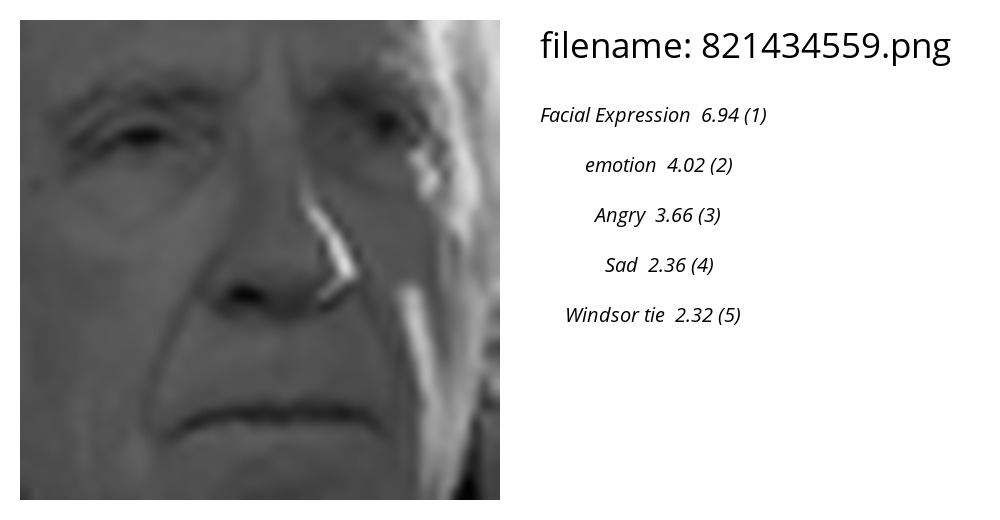 filename: 821434559.png
Facial Expression 6.94 (1)
emotion 4.02 (2)
Angry 3.66 (3)
Sad 2.36 (4)
Windsor tie 2.32 (5)